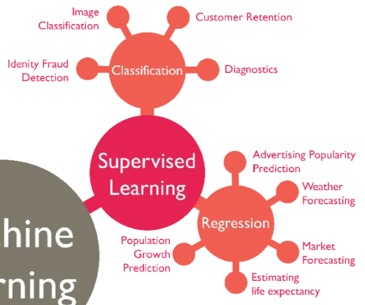 Image
Classification
Customer Retention
Idenity Fraud
Detection
Classification
Diagnostics
Supervised
Learning
Advertising Popularity
Prediction
Weather
Forecasting
Regression
Population
Growth
Prediction
Market
Forecasting
Estimating
life expectancy
hine
rning